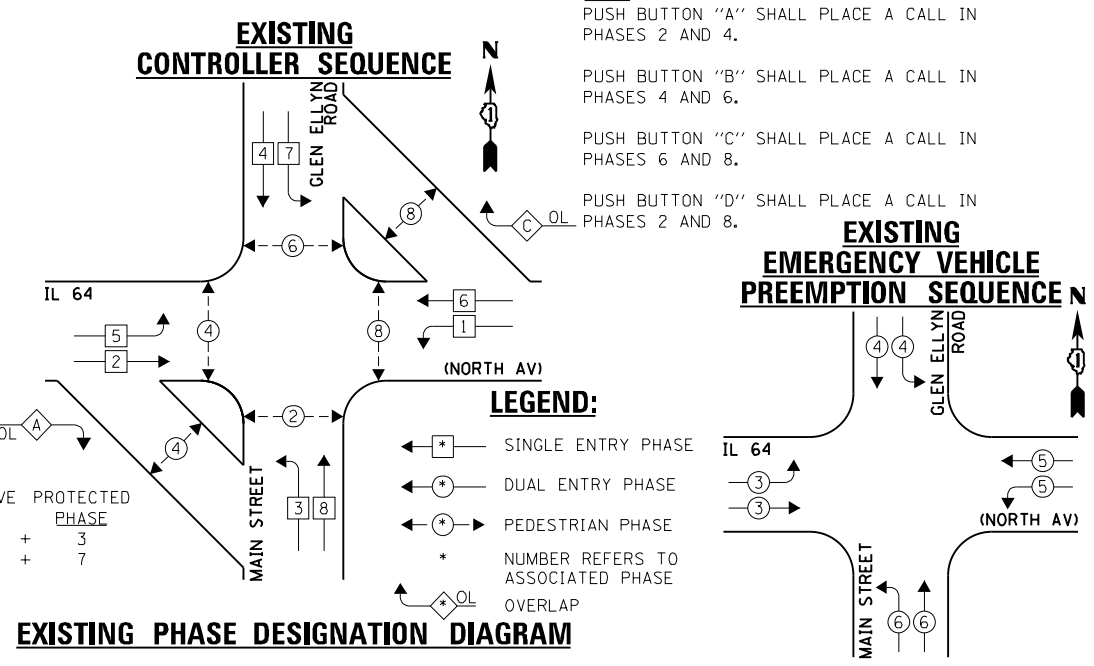 PUSH BUTTON "A" SHALL PLACE A CALL IN
PHASES 2 AND 4.
PUSH BUTTON "B" SHALL PLACE A CALL IN
PHASES 4 AND 6.
PUSH BUTTON "C" SHALL PLACE A CALL IN
PHASES 6 AND 8.
PUSH BUTTON "D" SHALL PLACE A CALL IN
PHASES 2 AND 8.
EXISTING
CONTROLLER SEQUENCE
N
1
GLEN ELLYN
ROAD
4 7
8
C OL
6
IL 64
6
5
4
8
1
2
(NORTH AV)
2
OL A
4
MAIN STREET
3 8
PROTECTED
PHASE
+ 3
+ 7
LEGEND:
* SINGLE ENTRY PHASE
* DUAL ENTRY PHASE
* PEDESTRIAN PHASE
* NUMBER REFERS TO
ASSOCIATED PHASE
* OL OVERLAP
EXISTING PHASE DESIGNATION DIAGRAM
EXISTING
EMERGENCY VEHICLE
PREEMPTION SEQUENCE
N
1
GLEN ELLYN
ROAD
4 4
IL 64
3
3
5
5
(NORTH AV)
MAIN STREET
6 6